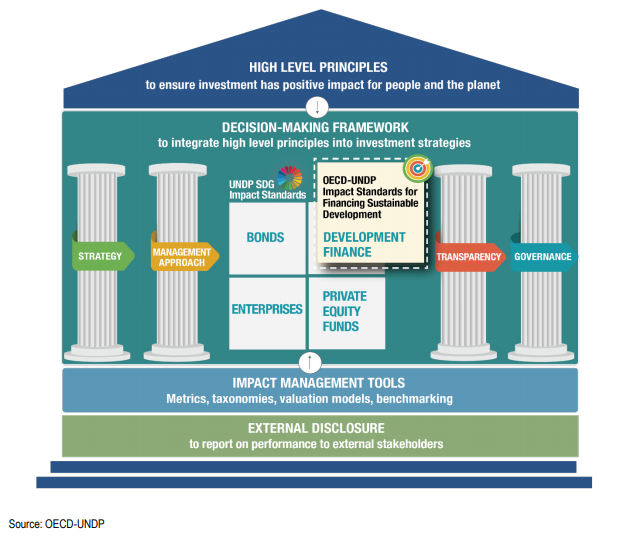 HIGH LEVEL PRINCIPLES
to ensure investment has positive impact for people and the planet
DECISION-MAKING FRAMEWORK
to integrate high level principles into investment strategies
STRATEGY
MANAGEMENT
APPROACH
UNDP SDG
Impact Standards
BONDS
OECD-UNDP
Impact Standards for
Financing Sustainable
Development
DEVELOPMENT
FINANCE
ENTERPRISES
PRIVATE
EQUITY
FUNDS
TRANSPARENCY
GOVERNANCE
IMPACT MANAGEMENT TOOLS
Metrics, taxonomies, valuation models, benchmarking
EXTERNAL DISCLOSURE
to report on performance to external stakeholders
Source: OECD-UNDP